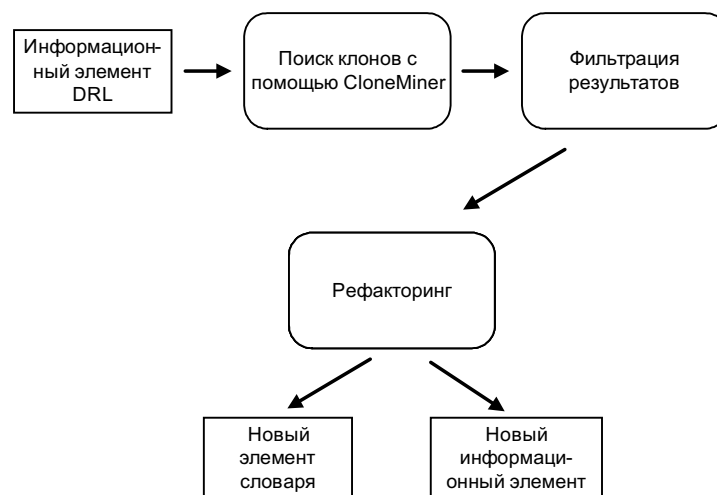 Информацион-
ный элемент
DRL
Поиск клонов с
помощью CloneMiner
Фильтрация
результатов
Рефакторинг
Новый
элемент
словаря
Новый
информаци-
онный элемент